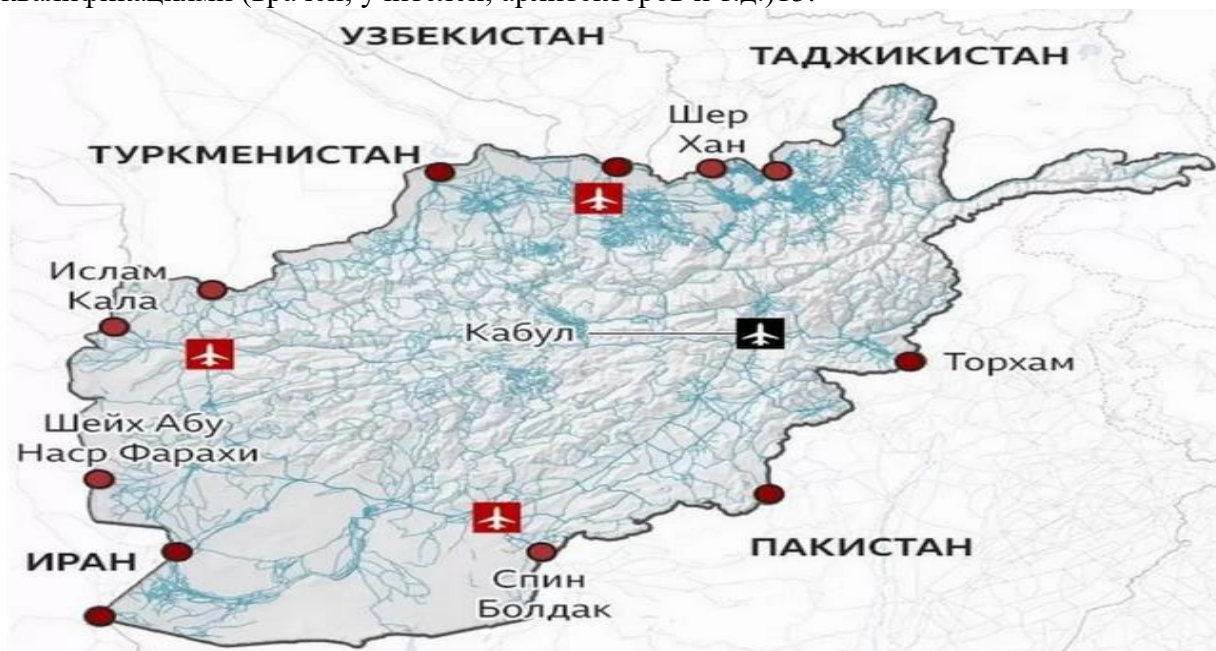 УЗБЕКИСТАН
ТАДЖИКИСТАН
Шер
Хан
ТУРКМЕНИСТАН
Ислам
Кала
Кабул
Торхам
Шейх Абу
Наср Фарахи
ИРАН
ПАКИСТАН
Спин
Болдак